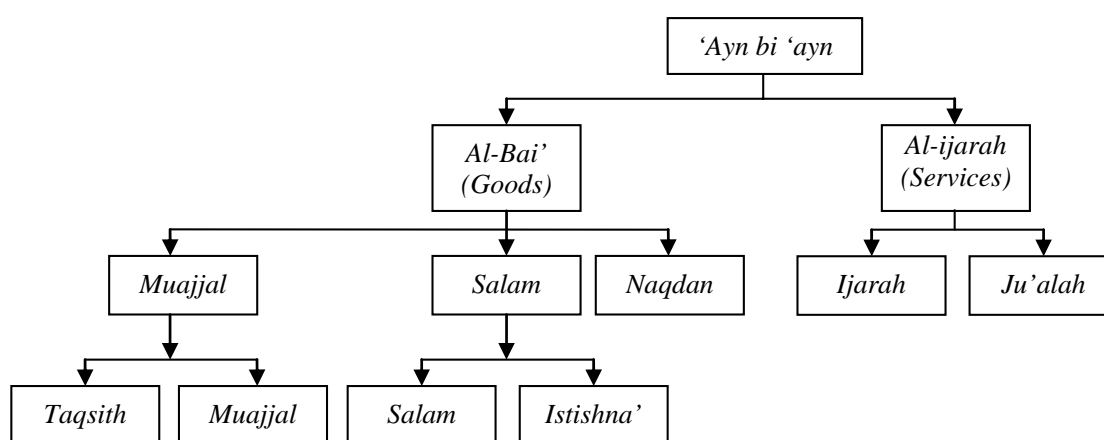 ‘Ayn bi ‘ayn
Al-Bai’
(Goods)
Al-ijarah
(Services)
Muajjal
Salam
Naqdan
Ijarah
Ju’alah
Taqsith
Muajjal
Salam
Istishna’